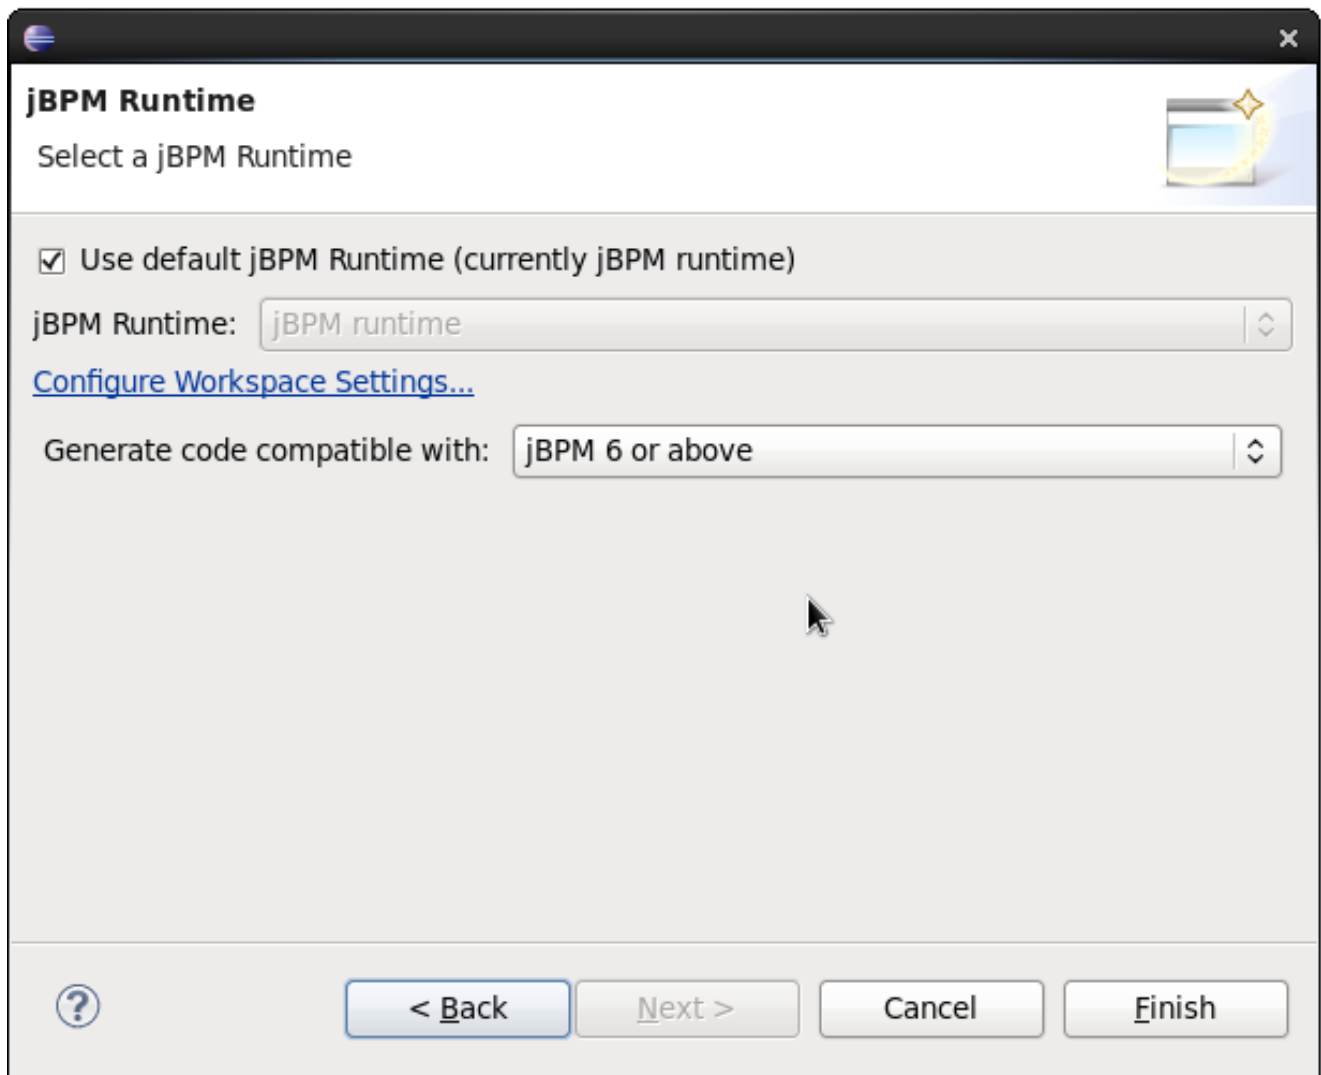 jBPM Runtime
Select a jBPM Runtime
Use default jBPM Runtime (currently jBPM runtime)
jBPM Runtime: jBPM runtime
Configure Workspace Settings...
Generate code compatible with: jBPM 6 or above
? < Back Next > Cancel Finish